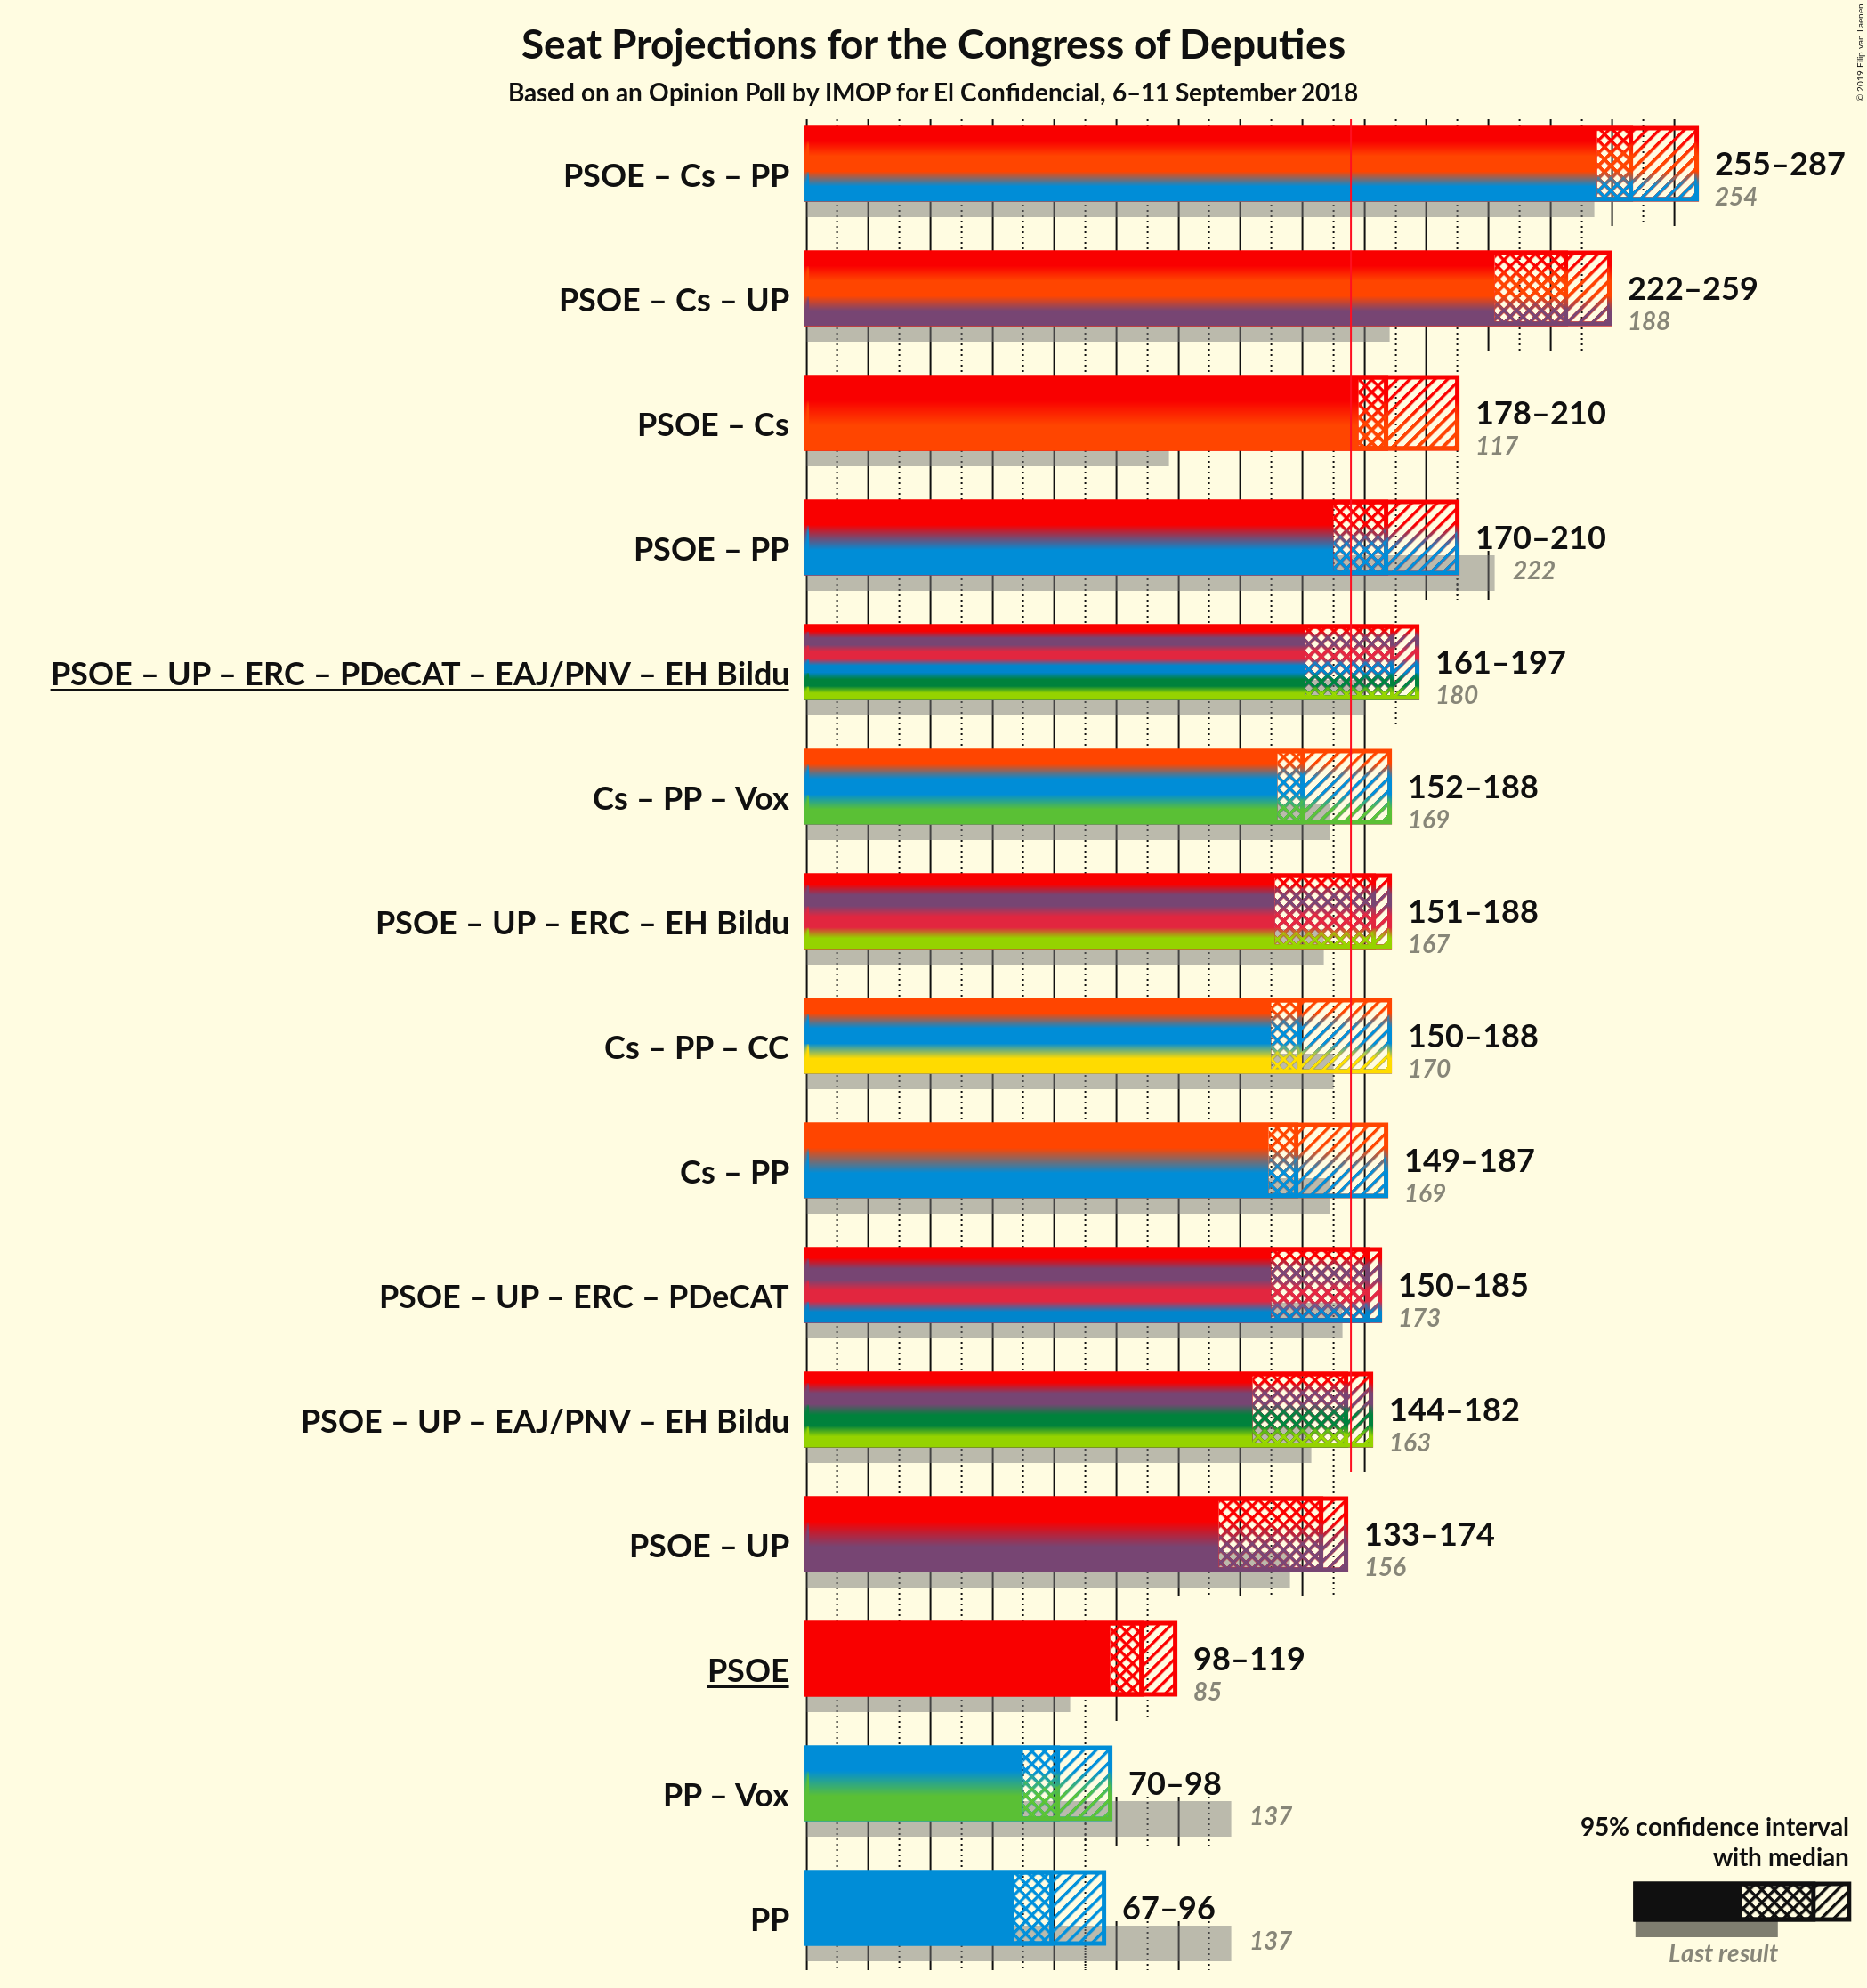 Seat Projections for the Congress of Deputies
Based on an Opinion Poll by IMOP for El Confidencial, 6–11 September 2018
© 2019 Filip van Laenen
PSOE – Cs – PP
255–287
254
PSOE – Cs – UP
222–259
188
PSOE – Cs
178–210
117
PSOE – PP
170–210
222
PSOE – UP – ERC – PDeCAT – EAJ/PNV – EH Bildu
161–197
180
Cs – PP – Vox
152–188
169
PSOE – UP – ERC – EH Bildu
151–188
167
Cs – PP – CC
150–188
170
Cs – PP
149–187
169
PSOE – UP – ERC – PDeCAT
150–185
173
PSOE – UP – EAJ/PNV – EH Bildu
144–182
163
PSOE – UP
133–174
156
PSOE
98–119
85
PP – Vox
70–98
137
PP
67–96
137
95% confidence interval
with median
Last result